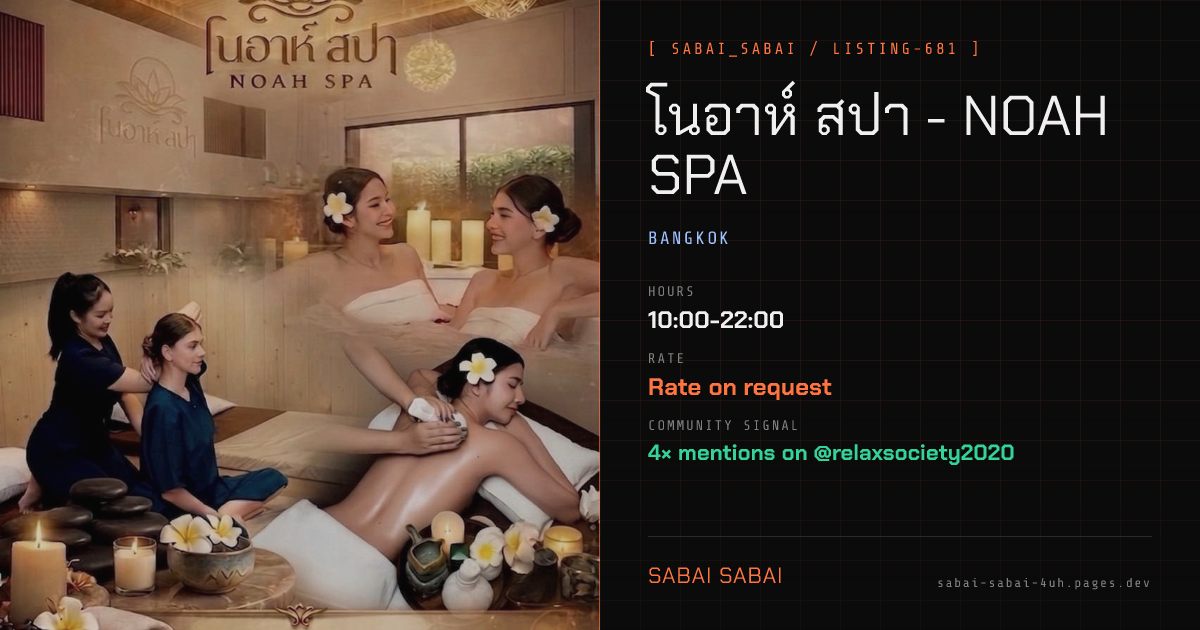 โนอาห์ สปา
NOAH SPA
โนอาห์ สปา
[ SABAI_SABAI / LISTING-681 ]
โนอาห์ สปา - NOAH
SPA
BANGKOK
HOURS
10:00-22:00
RATE
Rate on request
COMMUNITY SIGNAL
4× mentions on @relaxsociety2020
SABAI SABAI
sabai-sabai-4uh.pages.dev